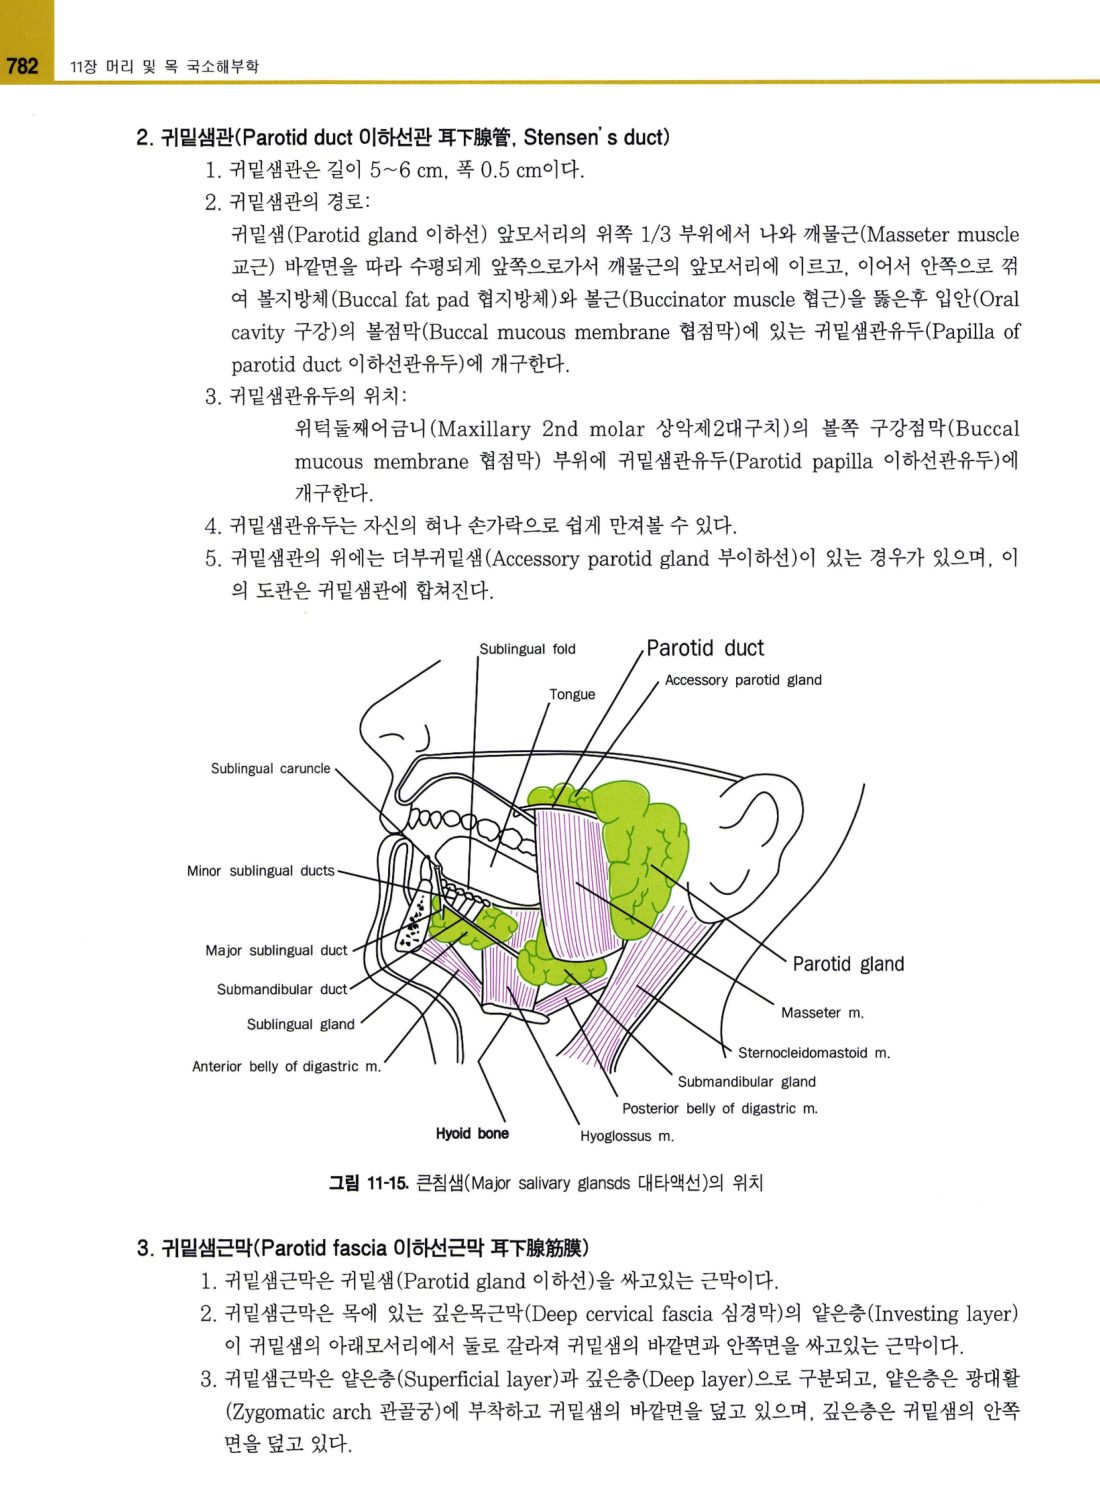 782 11장 머리 및 목 국소해부학
2. 귀밑샘관(Parotid duct 이하선관 耳下腺管, Stensen's duct)
1. 귀밑샘관은 길이 5~6 cm, 폭 0.5 cm이다.
2. 귀밑샘관의 경로:
귀밑샘(Parotid gland 이하선) 앞모서리의 위쪽 1/3 부위에서 나와 깨물근(Masseter muscle
교근) 바깥면을 따라 수평되게 앞쪽으로가서 깨물근의 앞모서리에 이르고, 이어서 안쪽으로 꺾
여 볼지방체(Buccal fat pad 협지방체)와 볼근(Buccinator muscle 협근)을 뚫은후 입안(Oral
cavity 구강)의 볼점막(Buccal mucous membrane 협점막)에 있는 귀밑샘관유두(Papilla of
parotid duct 이하선관유두)에 개구한다.
3. 귀밑샘관유두의 위치:
위턱둘째어금니(Maxillary 2nd molar 상악제2대구치)의 볼쪽 구강점막(Buccal
mucous membrane 협점막) 부위에 귀밑샘관유두(Parotid papilla 이하선관유두)에
개구한다.
4. 귀밑샘관유두는 자신의 혀나 손가락으로 쉽게 만져볼 수 있다.
5. 귀밑샘관의 위에는 더부귀밑샘(Accessory parotid gland 부이하선)이 있는 경우가 있으며, 이
의 도관은 귀밑샘관에 합쳐진다.
Sublingual fold
Parotid duct
Accessory parotid gland
Tongue
Sublingual caruncle
Minor sublingual ducts
Major sublingual duct
Parotid gland
Submandibular duct
Masseter m.
Sublingual gland
Sternocleidomastoid m.
Anterior belly of digastric m.
Submandibular gland
Posterior belly of digastric m.
Hyoid bone
Hyoglossus m.
그림 11-15. 큰침샘(Major salivary glansds 대타액선)의 위치
3. 귀밑샘근막(Parotid fascia 이하선근막 耳下腺筋膜)
1. 귀밑샘근막은 귀밑샘(Parotid gland 이하선)을 싸고있는 근막이다.
2. 귀밑샘근막은 목에 있는 깊은목근막(Deep cervical fascia 심경막)의 얕은층(Investing layer)
이 귀밑샘의 아래모서리에서 둘로 갈라져 귀밑샘의 바깥면과 안쪽면을 싸고있는 근막이다.
3. 귀밑샘근막은 얕은층(Superficial layer)과 깊은층(Deep layer)으로 구분되고, 얕은층은 광대활
(Zygomatic arch 관골궁)에 부착하고 귀밑샘의 바깥면을 덮고 있으며, 깊은층은 귀밑샘의 안쪽
면을 덮고 있다.